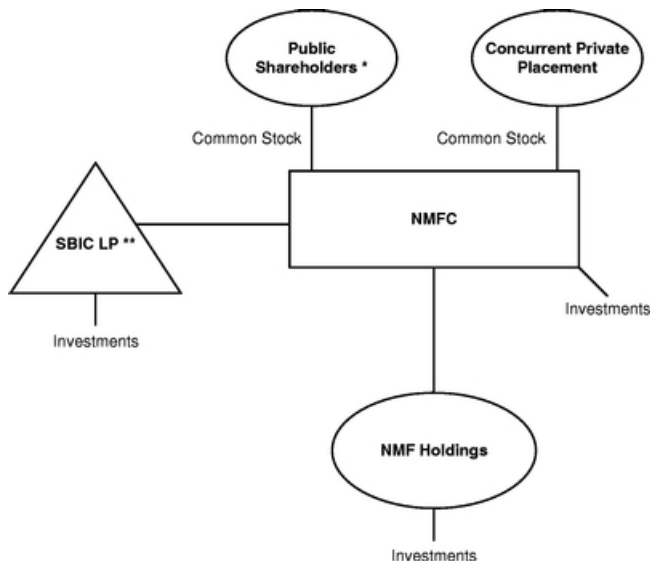 Public
Shareholders *
Concurrent Private
Placement
Common Stock
Common Stock
NMFC
SBIC LP **
Investments
Investments
NMF Holdings
Investments